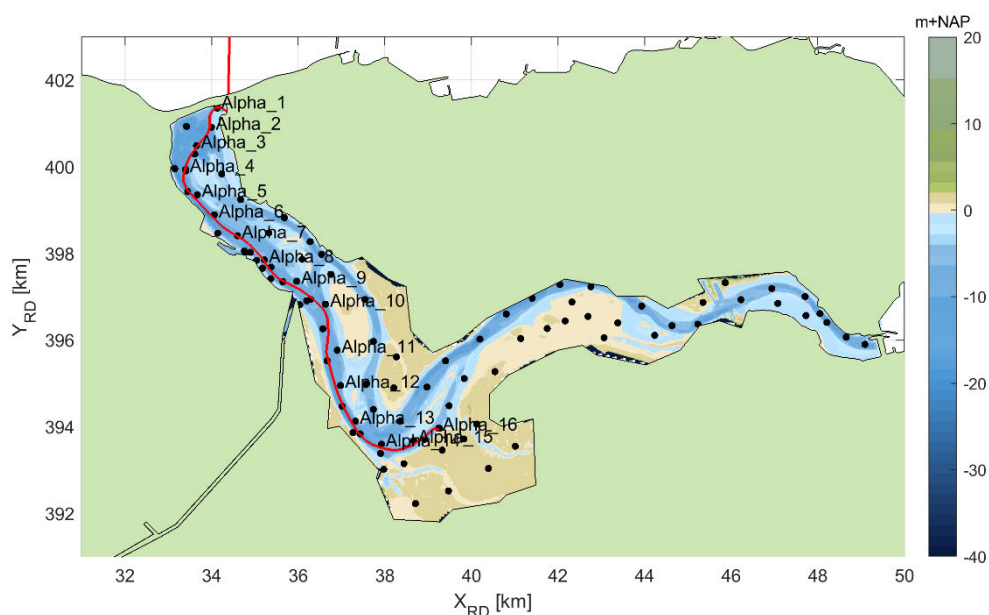 m+NAP
20
10
0
-10
-20
-30
-40
402
400
398
396
394
392
Y_RD [km]
Alpha_1
Alpha_2
Alpha_3
Alpha_4
Alpha_5
Alpha_6
Alpha_7
Alpha_8
Alpha_9
Alpha_10
Alpha_11
Alpha_12
Alpha_13
Alpha_16
Alpha_14
Alpha_15
32 34 36 38 40 42 44 46 48 50
X_RD [km]